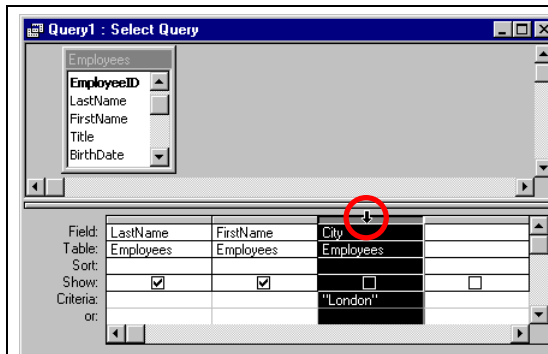 Query1 : Select Query
Employees
EmployeeID
LastName
FirstName
Title
BirthDate
Field: LastName FirstName City
Table: Employees Employees Employees
Sort:
Show:
Criteria: "London"
or: